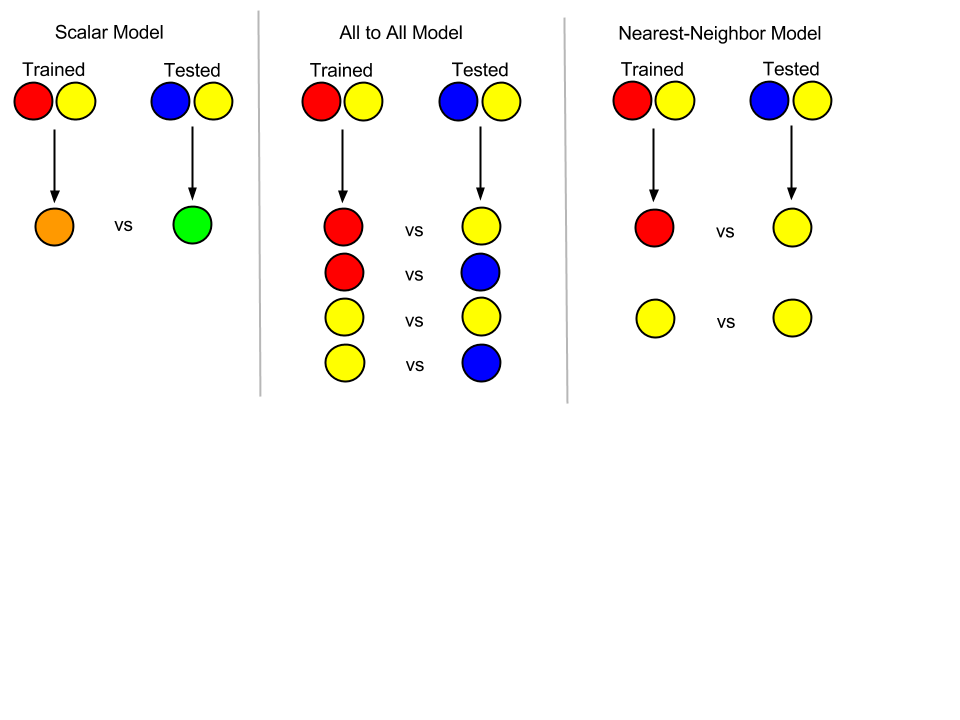 Scalar Model
Trained
Tested
vs
All to All Model
Trained
Tested
vs
vs
vs
vs
Nearest-Neighbor Model
Trained
Tested
vs
vs